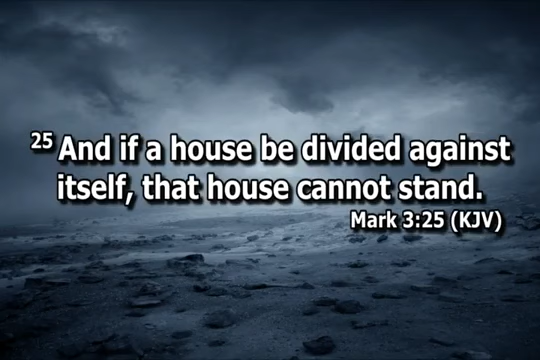 25 And if a house be divided against
itself, that house cannot stand.
Mark 3:25 (KJV)